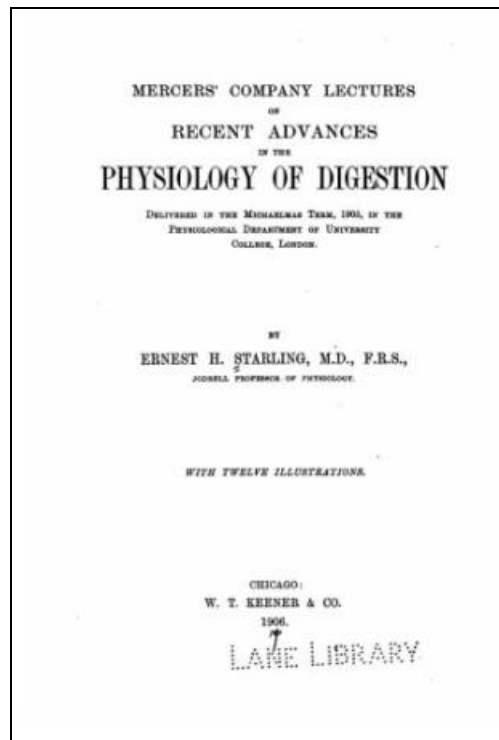 MERCERS' COMPANY LECTURES
ON
RECENT ADVANCES
IN THE
PHYSIOLOGY OF DIGESTION
DELIVERED IN THE MICHAELMAS TERM, 1905, IN THE
PHYSIOLOGICAL DEPARTMENT OF UNIVERSITY
COLLEGE, LONDON.
BY
ERNEST H. STARLING, M.D., F.R.S.,
JODRELL PROFESSOR OF PHYSIOLOGY.
WITH TWELVE ILLUSTRATIONS.
CHICAGO:
W. T. KEENER & CO.
1906.
LANE LIBRARY